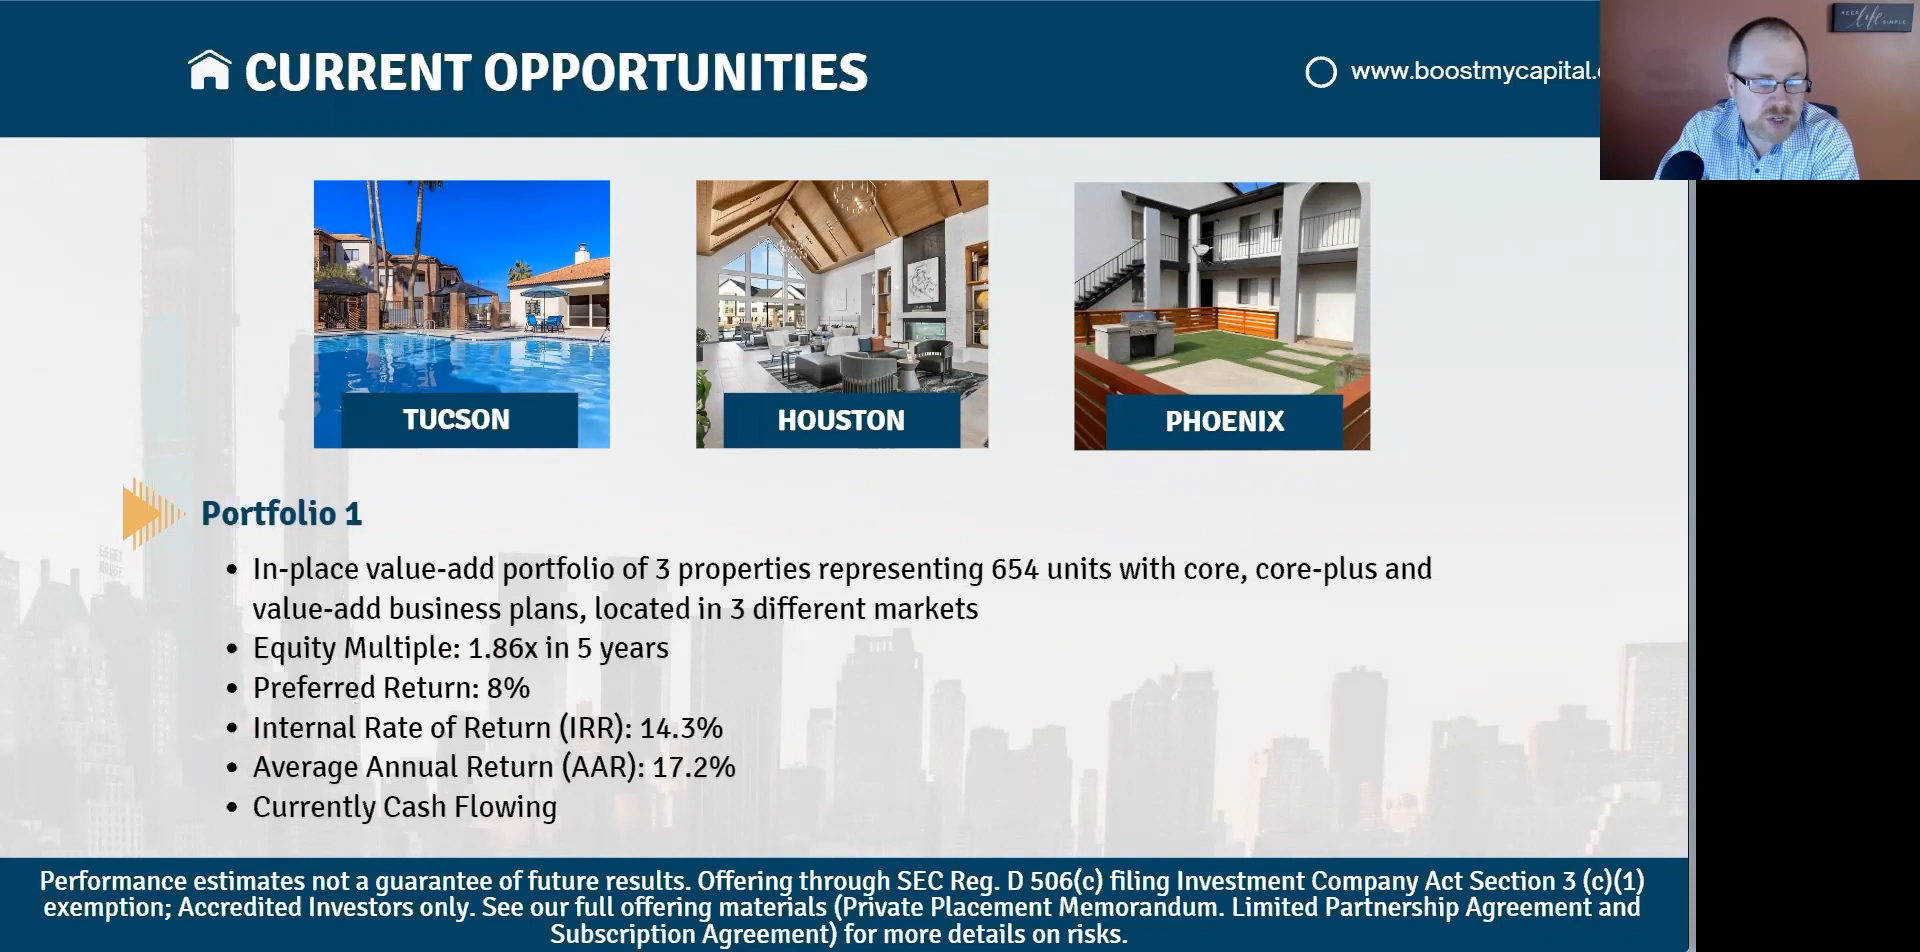 CURRENT OPPORTUNITIES
www.boostmycapital.
KEEP
life
SIMPLE
TUCSON
HOUSTON
PHOENIX
Portfolio 1
• In-place value-add portfolio of 3 properties representing 654 units with core, core-plus and
value-add business plans, located in 3 different markets
• Equity Multiple: 1.86x in 5 years
• Preferred Return: 8%
• Internal Rate of Return (IRR): 14.3%
• Average Annual Return (AAR): 17.2%
• Currently Cash Flowing
Performance estimates not a guarantee of future results. Offering through SEC Reg. D 506(c) filing Investment Company Act Section 3 (c)(1)
exemption; Accredited Investors only. See our full offering materials (Private Placement Memorandum. Limited Partnership Agreement and
Subscription Agreement) for more details on risks.